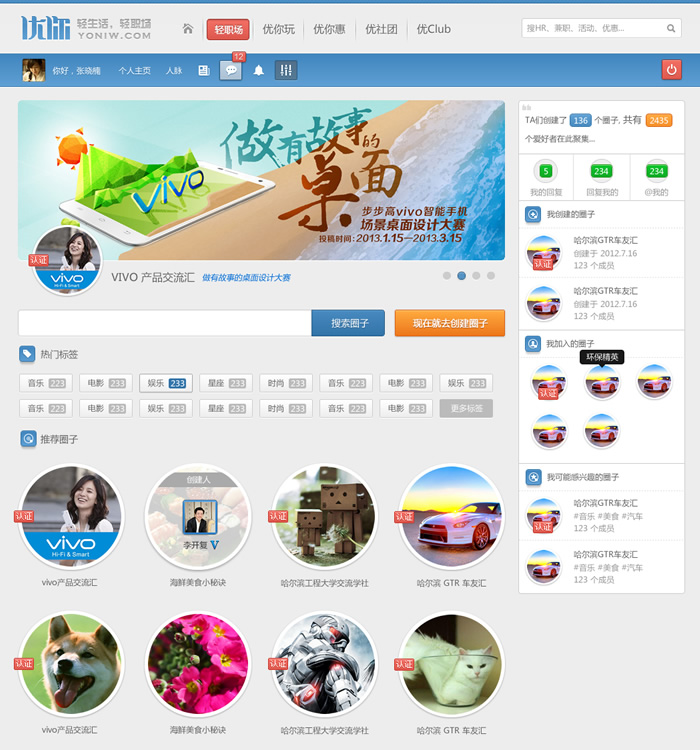 优你 轻生活，轻职场
YONIW.COM
轻职场 优你玩 优你惠 优社团 优Club
搜HR、兼职、活动、优惠...
你好，张晓楠 个人主页 人脉 12
做有故事的桌面
vivo
步步高vivo智能手机
场景桌面设计大赛
投稿时间：2013.1.15—2013.3.15
认证
vivo
Hi-Fi & Smart
VIVO 产品交流汇 做有故事的桌面设计大赛
搜索圈子 现在就去创建圈子
热门标签
音乐 223 电影 233 娱乐 233 星座 233 时尚 233 音乐 223 电影 233 娱乐 233
音乐 223 电影 233 娱乐 233 星座 233 时尚 233 音乐 223 电影 233 更多标签
推荐圈子
创建人
李开复 V
认证 认证 认证
vivo
Hi-Fi & Smart
vivo产品交流汇 海鲜美食小秘诀 哈尔滨工程大学交流学社 哈尔滨 GTR 车友汇
认证 认证 认证
vivo产品交流汇 海鲜美食小秘诀 哈尔滨工程大学交流学社 哈尔滨 GTR 车友汇
TA们创建了 136 个圈子, 共有 2435
个爱好者在此聚集...
5 234 234
我的回复 回复我的 @我的
我创建的圈子
哈尔滨GTR车友汇
创建于 2012.7.16
认证
123 个成员
哈尔滨GTR车友汇
创建于 2012.7.16
123 个成员
我加入的圈子
环保精英
认证
我可能感兴趣的圈子
哈尔滨GTR车友汇
#音乐 #美食 #汽车
认证
123 个成员
哈尔滨GTR车友汇
#音乐 #美食 #汽车
123 个成员